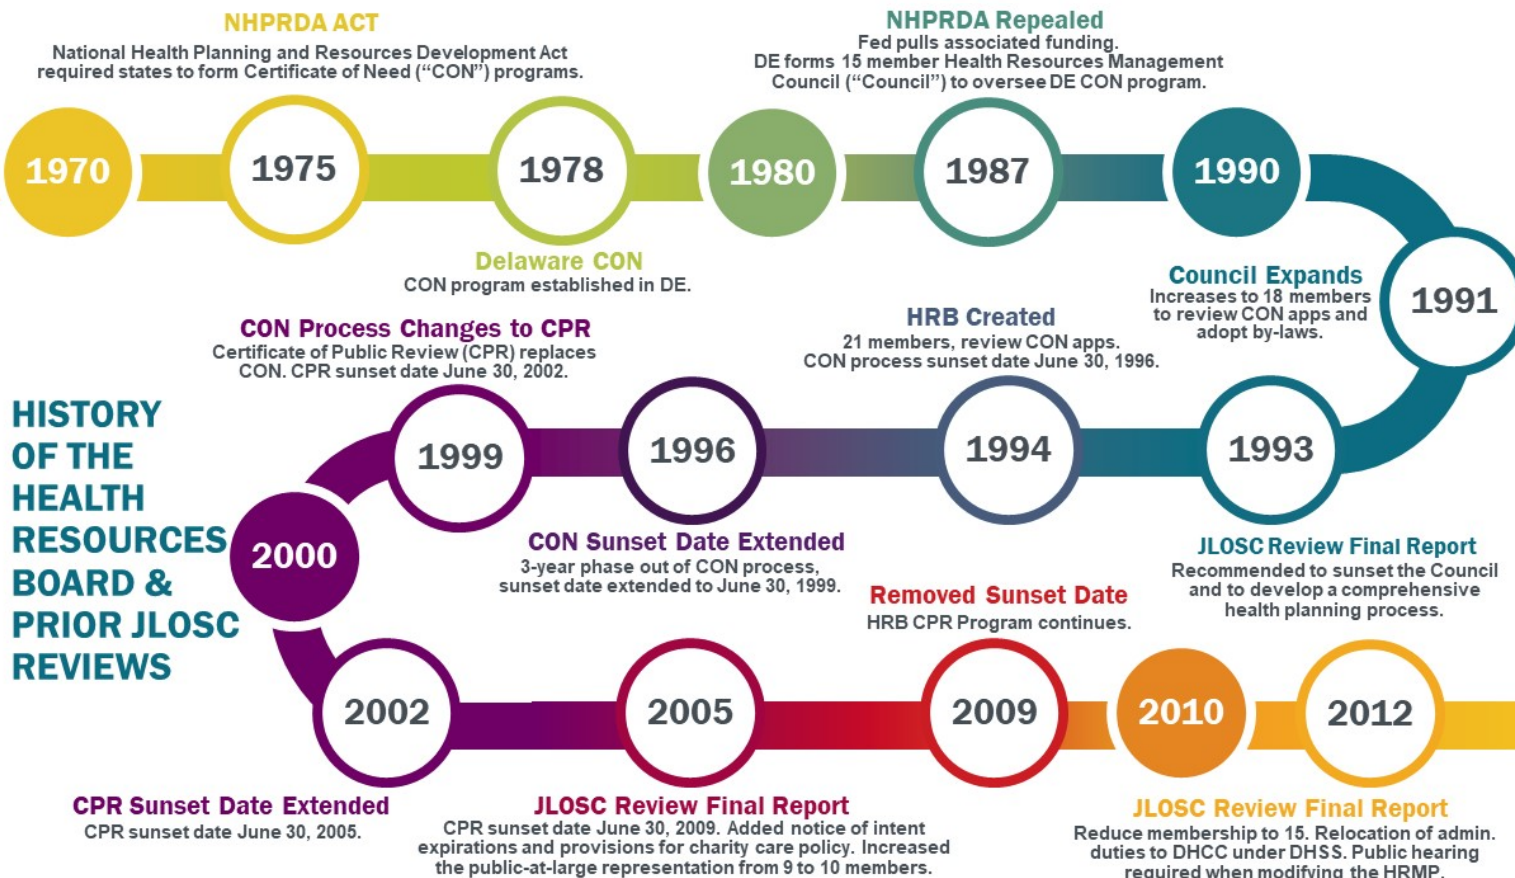 NHPRDA ACT
National Health Planning and Resources Development Act
required states to form Certificate of Need (“CON”) programs.
NHPRDA Repealed
Fed pulls associated funding.
DE forms 15 member Health Resources Management
Council (“Council”) to oversee DE CON program.
1970
1975
1978
1980
1987
1990
Delaware CON
CON program established in DE.
Council Expands
Increases to 18 members
to review CON apps and
adopt by-laws.
1991
CON Process Changes to CPR
Certificate of Public Review (CPR) replaces
CON. CPR sunset date June 30, 2002.
HRB Created
21 members, review CON apps.
CON process sunset date June 30, 1996.
HISTORY
OF THE
HEALTH
RESOURCES
BOARD &
PRIOR JLOSC
REVIEWS
1999
1996
1994
1993
2000
CON Sunset Date Extended
3-year phase out of CON process,
sunset date extended to June 30, 1999.
JLOSC Review Final Report
Recommended to sunset the Council
and to develop a comprehensive
health planning process.
Removed Sunset Date
HRB CPR Program continues.
2002
2005
2009
2010
2012
CPR Sunset Date Extended
CPR sunset date June 30, 2005.
JLOSC Review Final Report
CPR sunset date June 30, 2009. Added notice of intent
expirations and provisions for charity care policy. Increased
the public-at-large representation from 9 to 10 members.
JLOSC Review Final Report
Reduce membership to 15. Relocation of admin.
duties to DHCC under DHSS. Public hearing
required when modifying the HRMP.